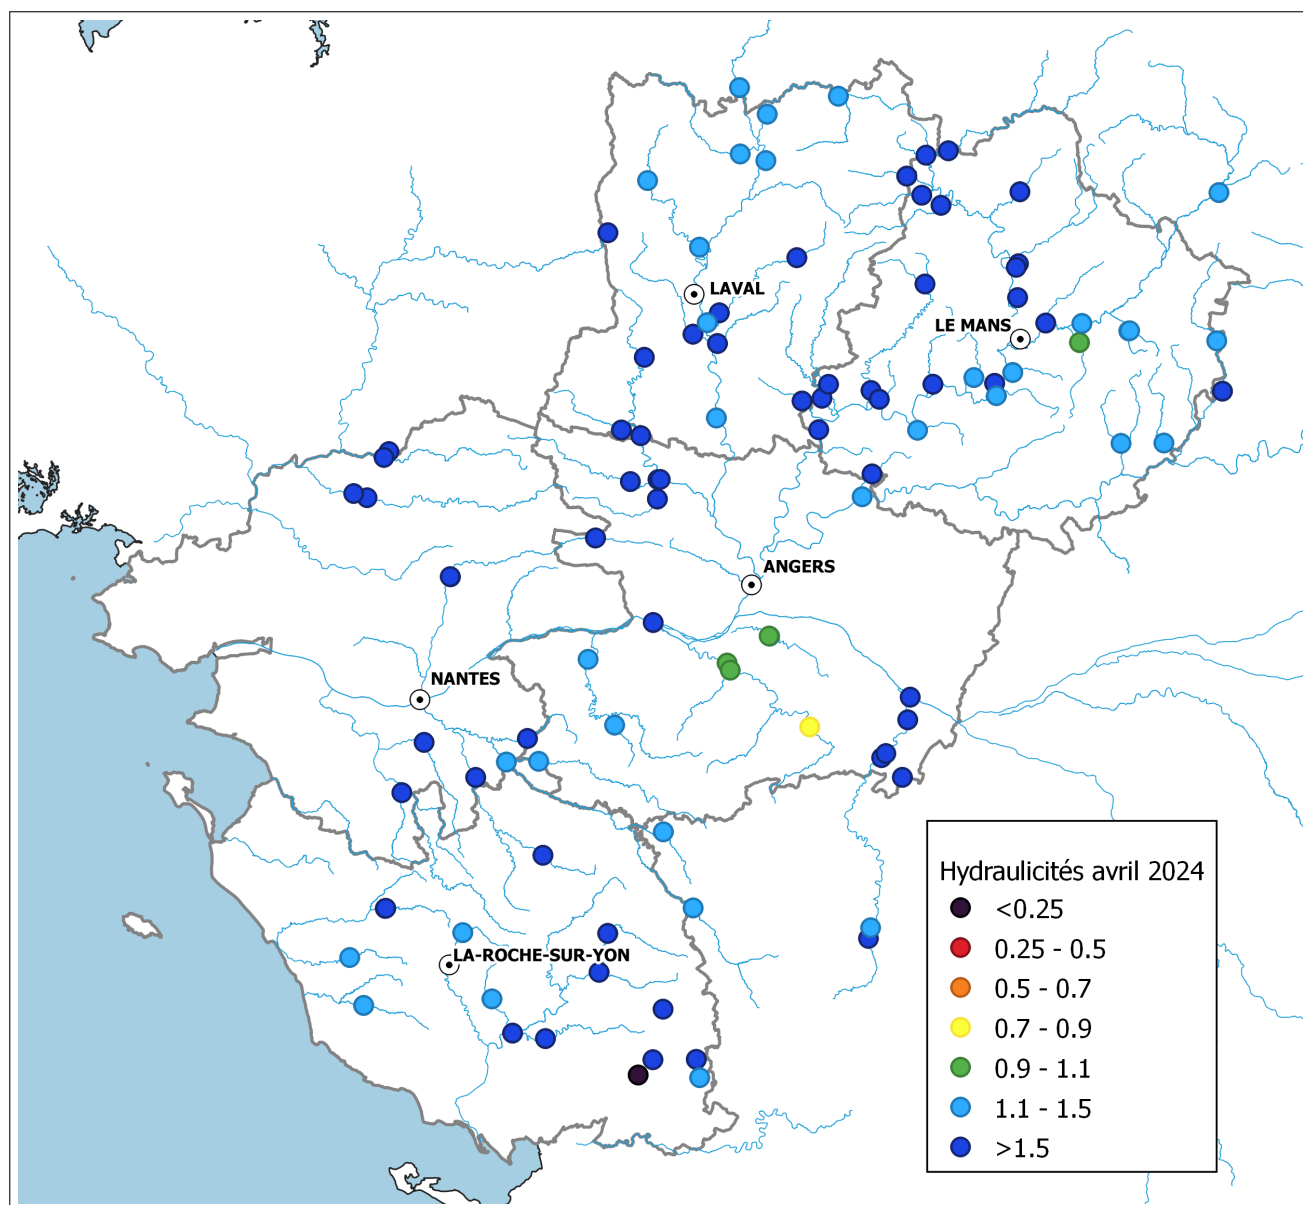 LAVAL
LE MANS
ANGERS
NANTES
LA-ROCHE-SUR-YON
Hydraulicités avril 2024
<0.25
0.25 - 0.5
0.5 - 0.7
0.7 - 0.9
0.9 - 1.1
1.1 - 1.5
>1.5